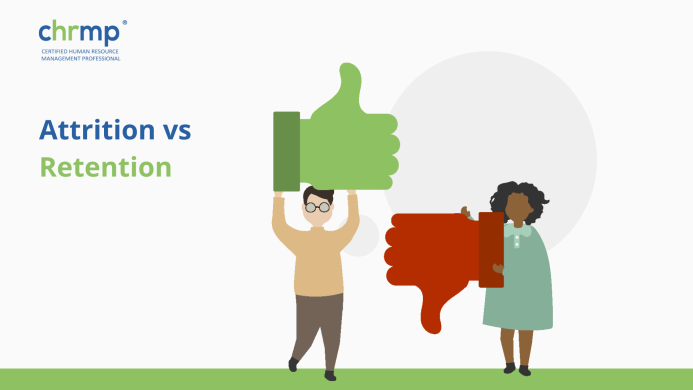 chrmp®
CERTIFIED HUMAN RESOURCE
MANAGEMENT PROFESSIONAL
Attrition vs
Retention